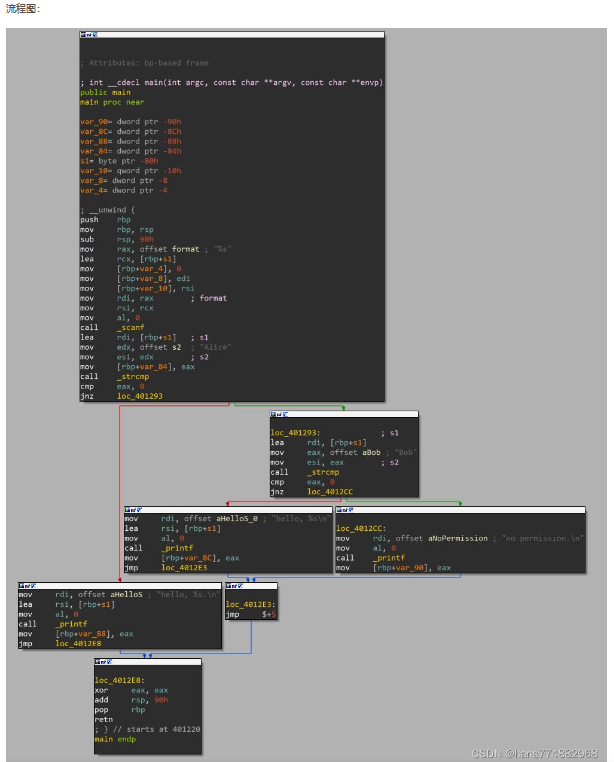 流程图:
; Attributes: bp-based frame
; int __cdecl main(int argc, const char **argv, const char **envp)
public main
main proc near
var_90= dword ptr -90h
var_8C= dword ptr -8Ch
var_88= dword ptr -88h
var_84= dword ptr -84h
s1= byte ptr -80h
var_10= qword ptr -10h
var_8= dword ptr -8
var_4= dword ptr -4
; __unwind {
push rbp
mov rbp, rsp
sub rsp, 90h
mov rax, offset format ; "%s"
lea rcx, [rbp+s1]
mov [rbp+var_4], 0
mov [rbp+var_8], edi
mov [rbp+var_10], rsi
mov rdi, rax ; format
mov rsi, rcx
mov al, 0
call _scanf
lea rdi, [rbp+s1] ; s1
mov edx, offset s2 ; "Alice"
mov esi, edx ; s2
mov [rbp+var_84], eax
call _strcmp
cmp eax, 0
jnz loc_401293
loc_401293: ; s1
lea rdi, [rbp+s1]
mov eax, offset aBob ; "Bob"
mov esi, eax ; s2
call _strcmp
cmp eax, 0
jnz loc_4012CC
mov rdi, offset aHelloS_0 ; "hello, %s\n"
lea rsi, [rbp+s1]
mov al, 0
call _printf
mov [rbp+var_8C], eax
jmp loc_4012E3
loc_4012CC:
mov rdi, offset aNoPermission ; "no permission.\n"
mov al, 0
call _printf
mov [rbp+var_90], eax
mov rdi, offset aHelloS ; "hello, %s.\n"
lea rsi, [rbp+s1]
mov al, 0
call _printf
mov [rbp+var_88], eax
jmp loc_4012E8
loc_4012E3:
jmp $+5
loc_4012E8:
xor eax, eax
add rsp, 90h
pop rbp
retn
; } // starts at 401220
main endp
CSDN @hans774882968